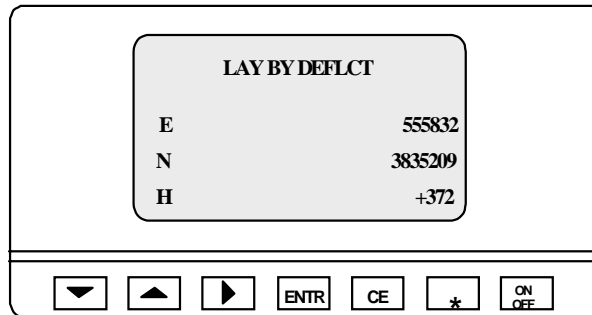 LAY BY DEFLCT
E 555832
N 3835209
H +372
ENTR CE * ON
OFF